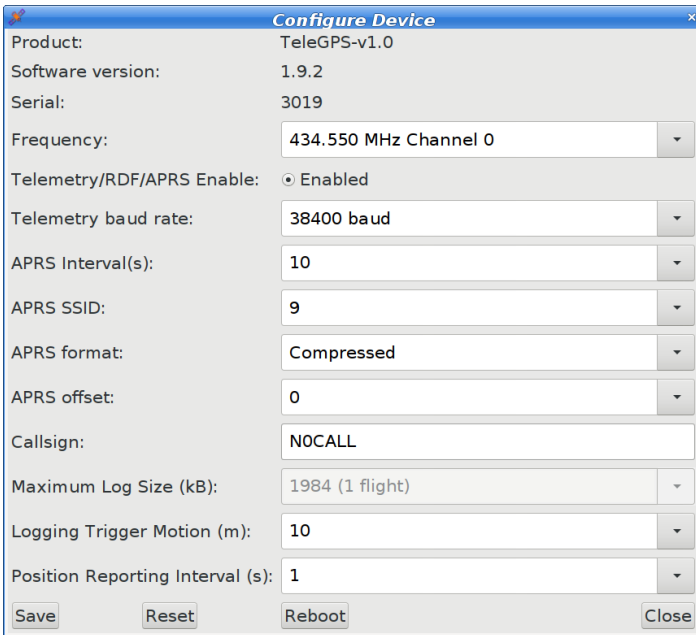 Configure Device
Product: TeleGPS-v1.0
Software version: 1.9.2
Serial: 3019
Frequency: 434.550 MHz Channel 0
Telemetry/RDF/APRS Enable: Enabled
Telemetry baud rate: 38400 baud
APRS Interval(s): 10
APRS SSID: 9
APRS format: Compressed
APRS offset: 0
Callsign: N0CALL
Maximum Log Size (kB): 1984 (1 flight)
Logging Trigger Motion (m): 10
Position Reporting Interval (s): 1
Save Reset Reboot Close